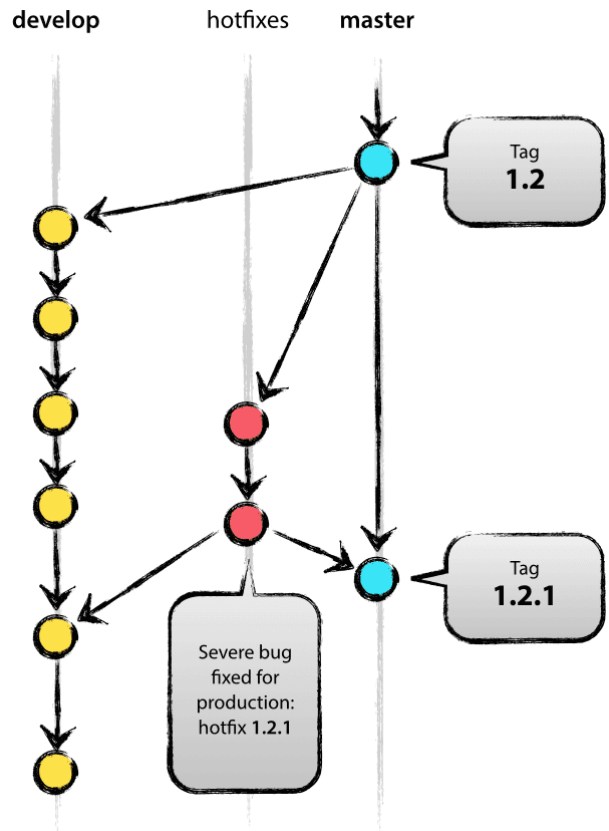 develop hotfixes master
Tag
1.2
Tag
1.2.1
Severe bug
fixed for
production:
hotfix 1.2.1